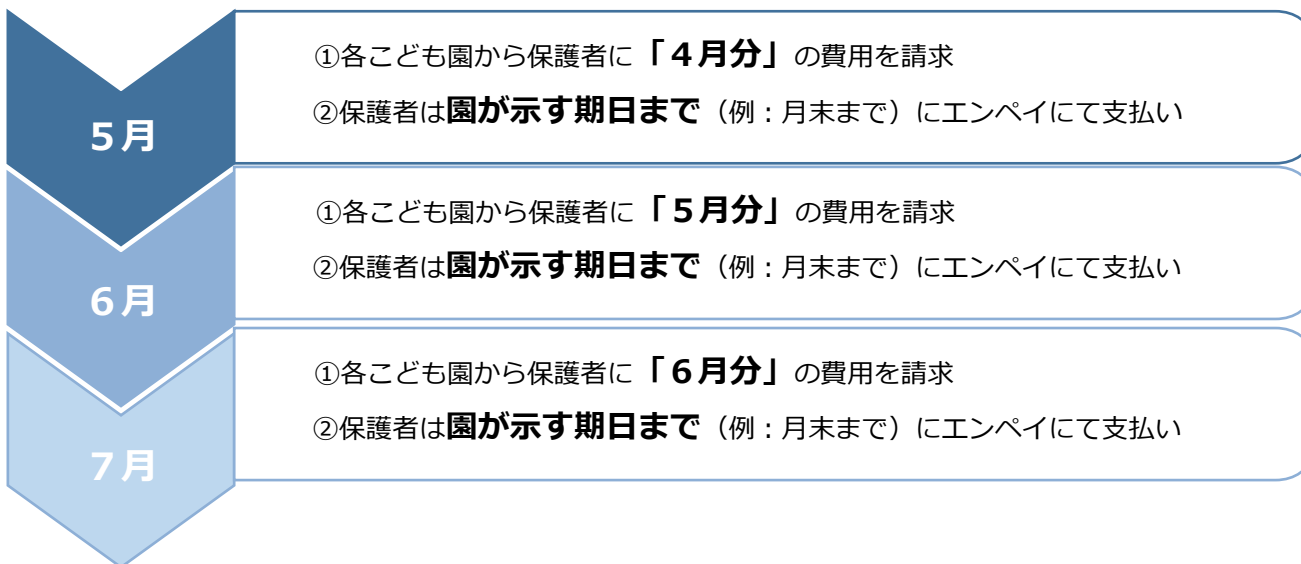 5月
①各こども園から保護者に「４月分」の費用を請求
②保護者は園が示す期日まで（例：月末まで）にエンペイにて支払い
6月
①各こども園から保護者に「５月分」の費用を請求
②保護者は園が示す期日まで（例：月末まで）にエンペイにて支払い
7月
①各こども園から保護者に「６月分」の費用を請求
②保護者は園が示す期日まで（例：月末まで）にエンペイにて支払い